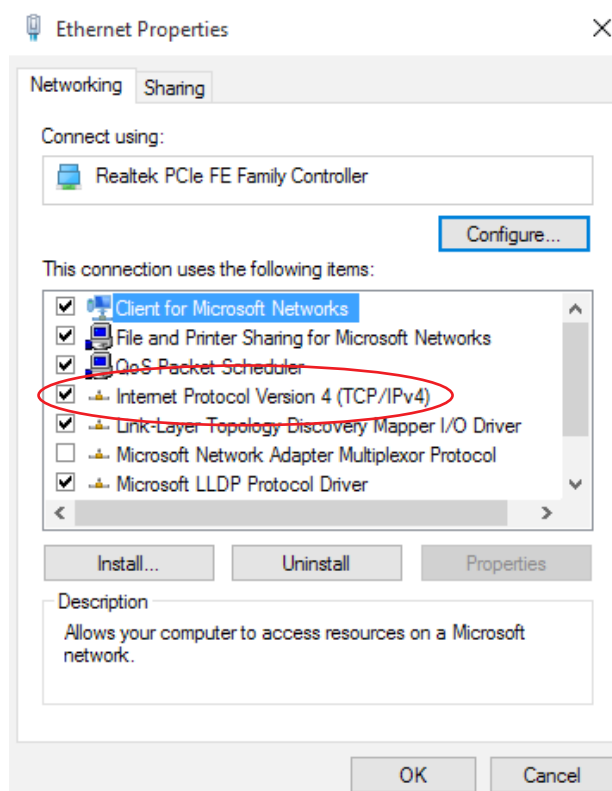 Ethernet Properties
Networking
Sharing
Connect using:
Realtek PCIe FE Family Controller
Configure...
This connection uses the following items:
Client for Microsoft Networks
File and Printer Sharing for Microsoft Networks
QoS Packet Scheduler
Internet Protocol Version 4 (TCP/IPv4)
Link-Layer Topology Discovery Mapper I/O Driver
Microsoft Network Adapter Multiplexor Protocol
Microsoft LLDP Protocol Driver
Install...
Uninstall
Properties
Description
Allows your computer to access resources on a Microsoft
network.
OK
Cancel